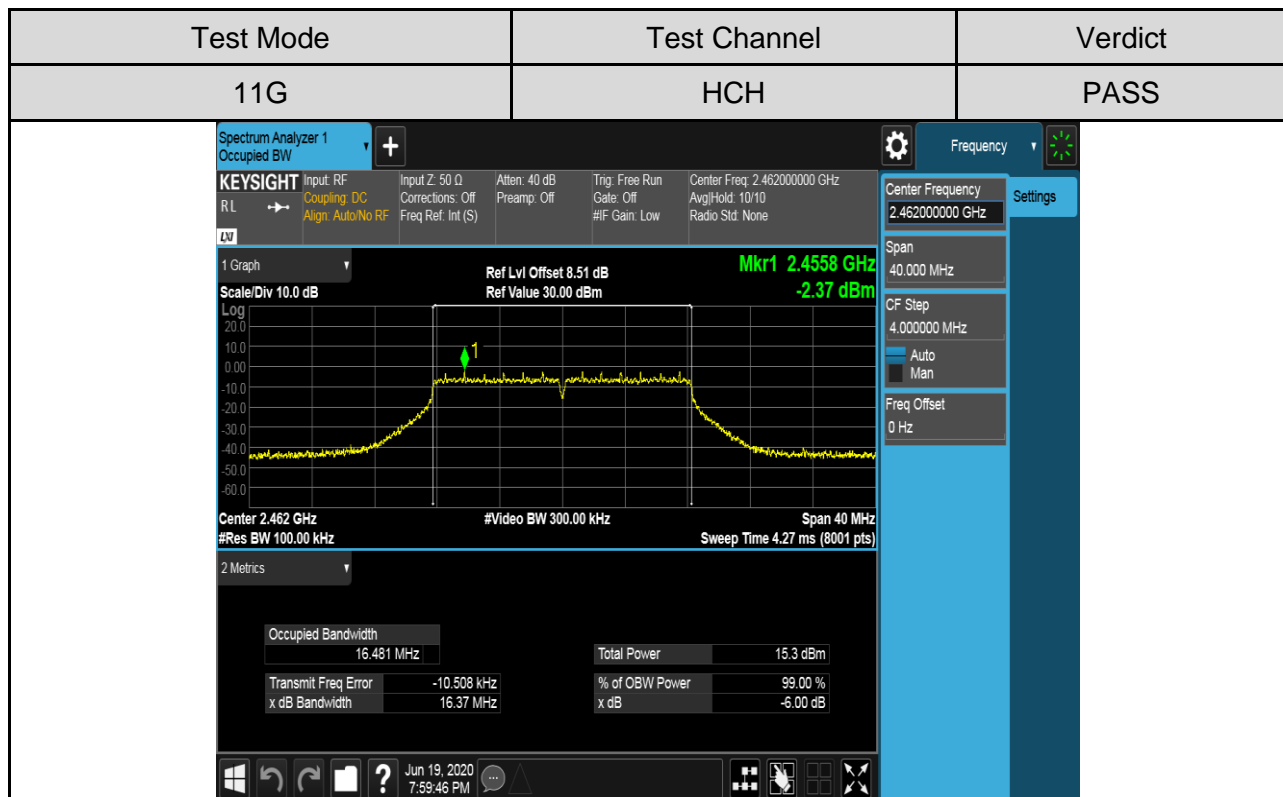 Test Mode Test Channel Verdict
11G HCH PASS
Spectrum Analyzer 1
Occupied BW
+
Frequency
KEYSIGHT Input: RF Input Z: 50 Ω Atten: 40 dB Trig: Free Run Center Freq: 2.462000000 GHz
R L Coupling: DC Corrections: Off Preamp: Off Gate: Off Avg|Hold: 10/10
Align: Auto/No RF Freq Ref: Int (S) #IF Gain: Low Radio Std: None
LXI
Center Frequency Settings
2.462000000 GHz
Span
40.000 MHz
CF Step
4.000000 MHz
Auto
Man
Freq Offset
0 Hz
1 Graph Ref Lvl Offset 8.51 dB Mkr1 2.4558 GHz
Scale/Div 10.0 dB Ref Value 30.00 dBm -2.37 dBm
Log
20.0
10.0
1
0.00
-10.0
-20.0
-30.0
-40.0
-50.0
-60.0
Center 2.462 GHz #Video BW 300.00 kHz Span 40 MHz
#Res BW 100.00 kHz Sweep Time 4.27 ms (8001 pts)
2 Metrics
Occupied Bandwidth
16.481 MHz Total Power 15.3 dBm
Transmit Freq Error -10.508 kHz % of OBW Power 99.00 %
x dB Bandwidth 16.37 MHz x dB -6.00 dB
? Jun 19, 2020
7:59:46 PM